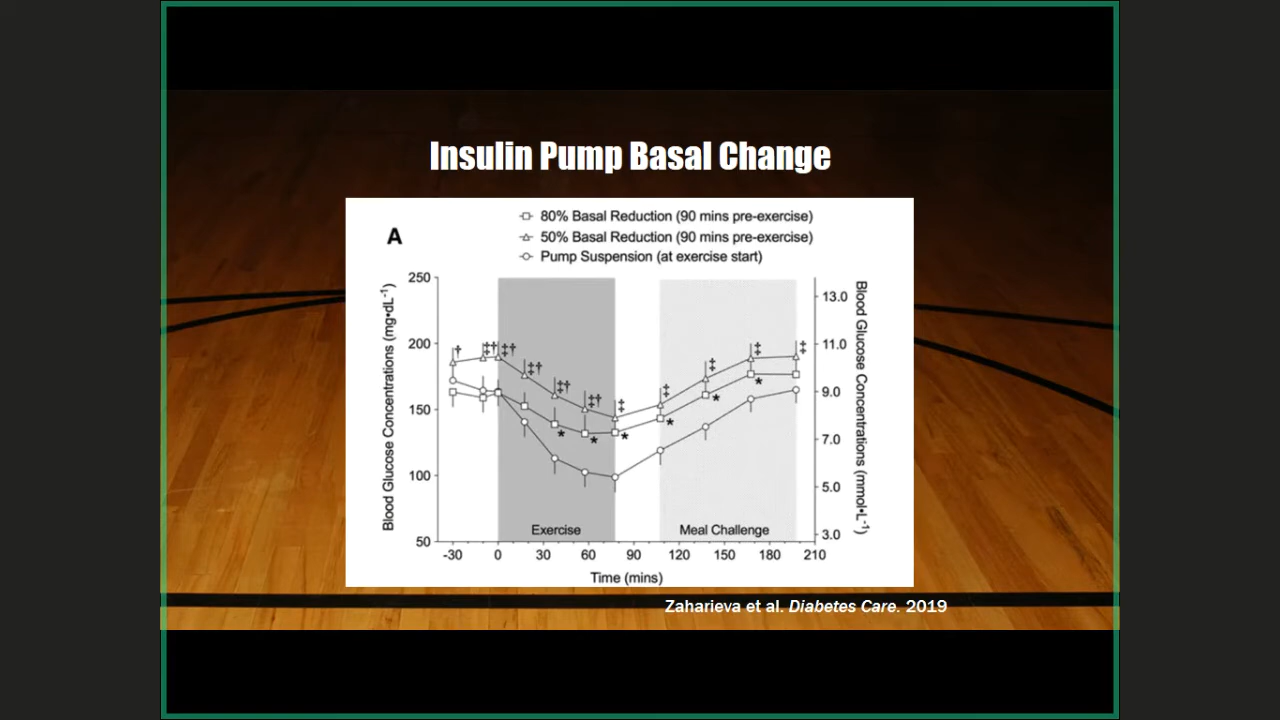 Insulin Pump Basal Change
A
80% Basal Reduction (90 mins pre-exercise)
50% Basal Reduction (90 mins pre-exercise)
Pump Suspension (at exercise start)
Blood Glucose Concentrations (mg•dL⁻¹)
250
200
150
100
50
† ‡† ‡† ‡† ‡† ‡† ‡ ‡ ‡ ‡ ‡
* * * * * *
Exercise
Meal Challenge
13.0
11.0
9.0
7.0
5.0
3.0
Blood Glucose Concentrations (mmol•L⁻¹)
-30 0 30 60 90 120 150 180 210
Time (mins)
Zaharieva et al. Diabetes Care. 2019